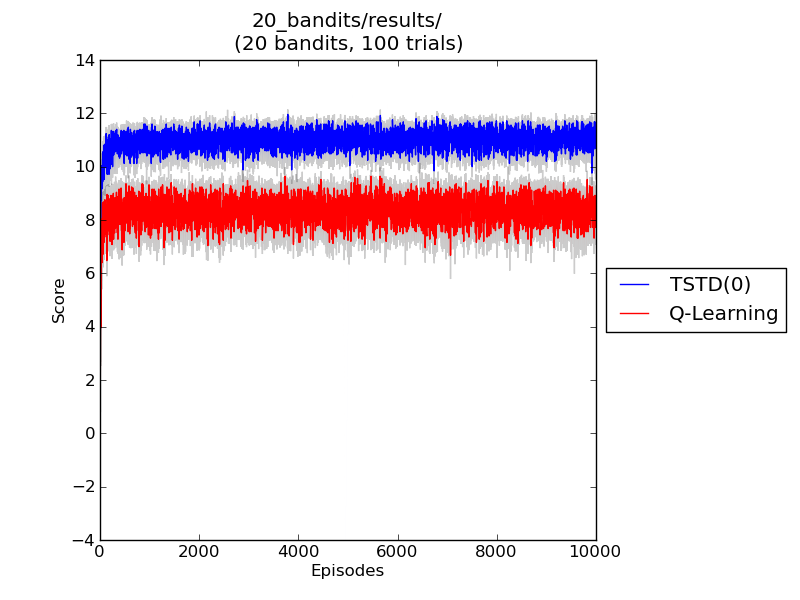 20_bandits/results/
(20 bandits, 100 trials)
14
12
10
8
6
4
2
0
−2
−4
0 2000 4000 6000 8000 10000
Score
Episodes
TSTD(0)
Q-Learning